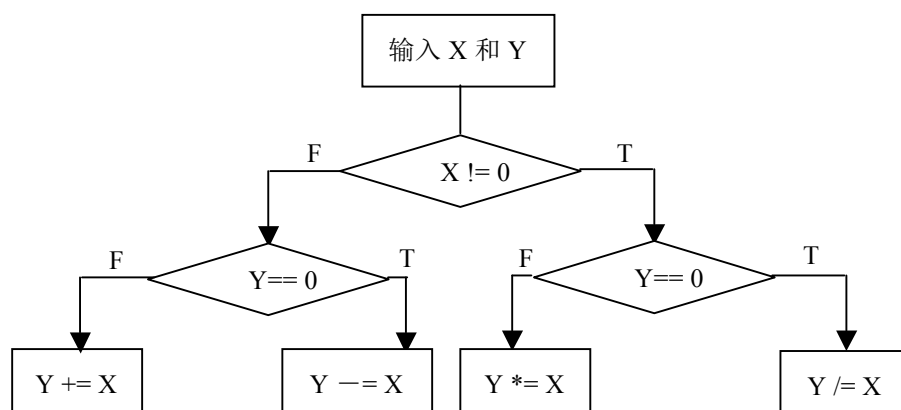 输入 X 和 Y
F
T
X != 0
F
T
F
T
Y== 0
Y== 0
Y += X
Y －= X
Y *= X
Y /= X